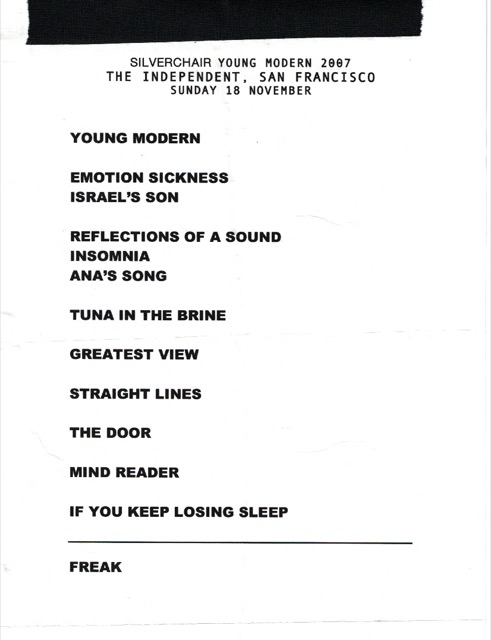 SILVERCHAIR YOUNG MODERN 2007
THE INDEPENDENT, SAN FRANCISCO
SUNDAY 18 NOVEMBER
YOUNG MODERN
EMOTION SICKNESS
ISRAEL'S SON
REFLECTIONS OF A SOUND
INSOMNIA
ANA'S SONG
TUNA IN THE BRINE
GREATEST VIEW
STRAIGHT LINES
THE DOOR
MIND READER
IF YOU KEEP LOSING SLEEP
FREAK